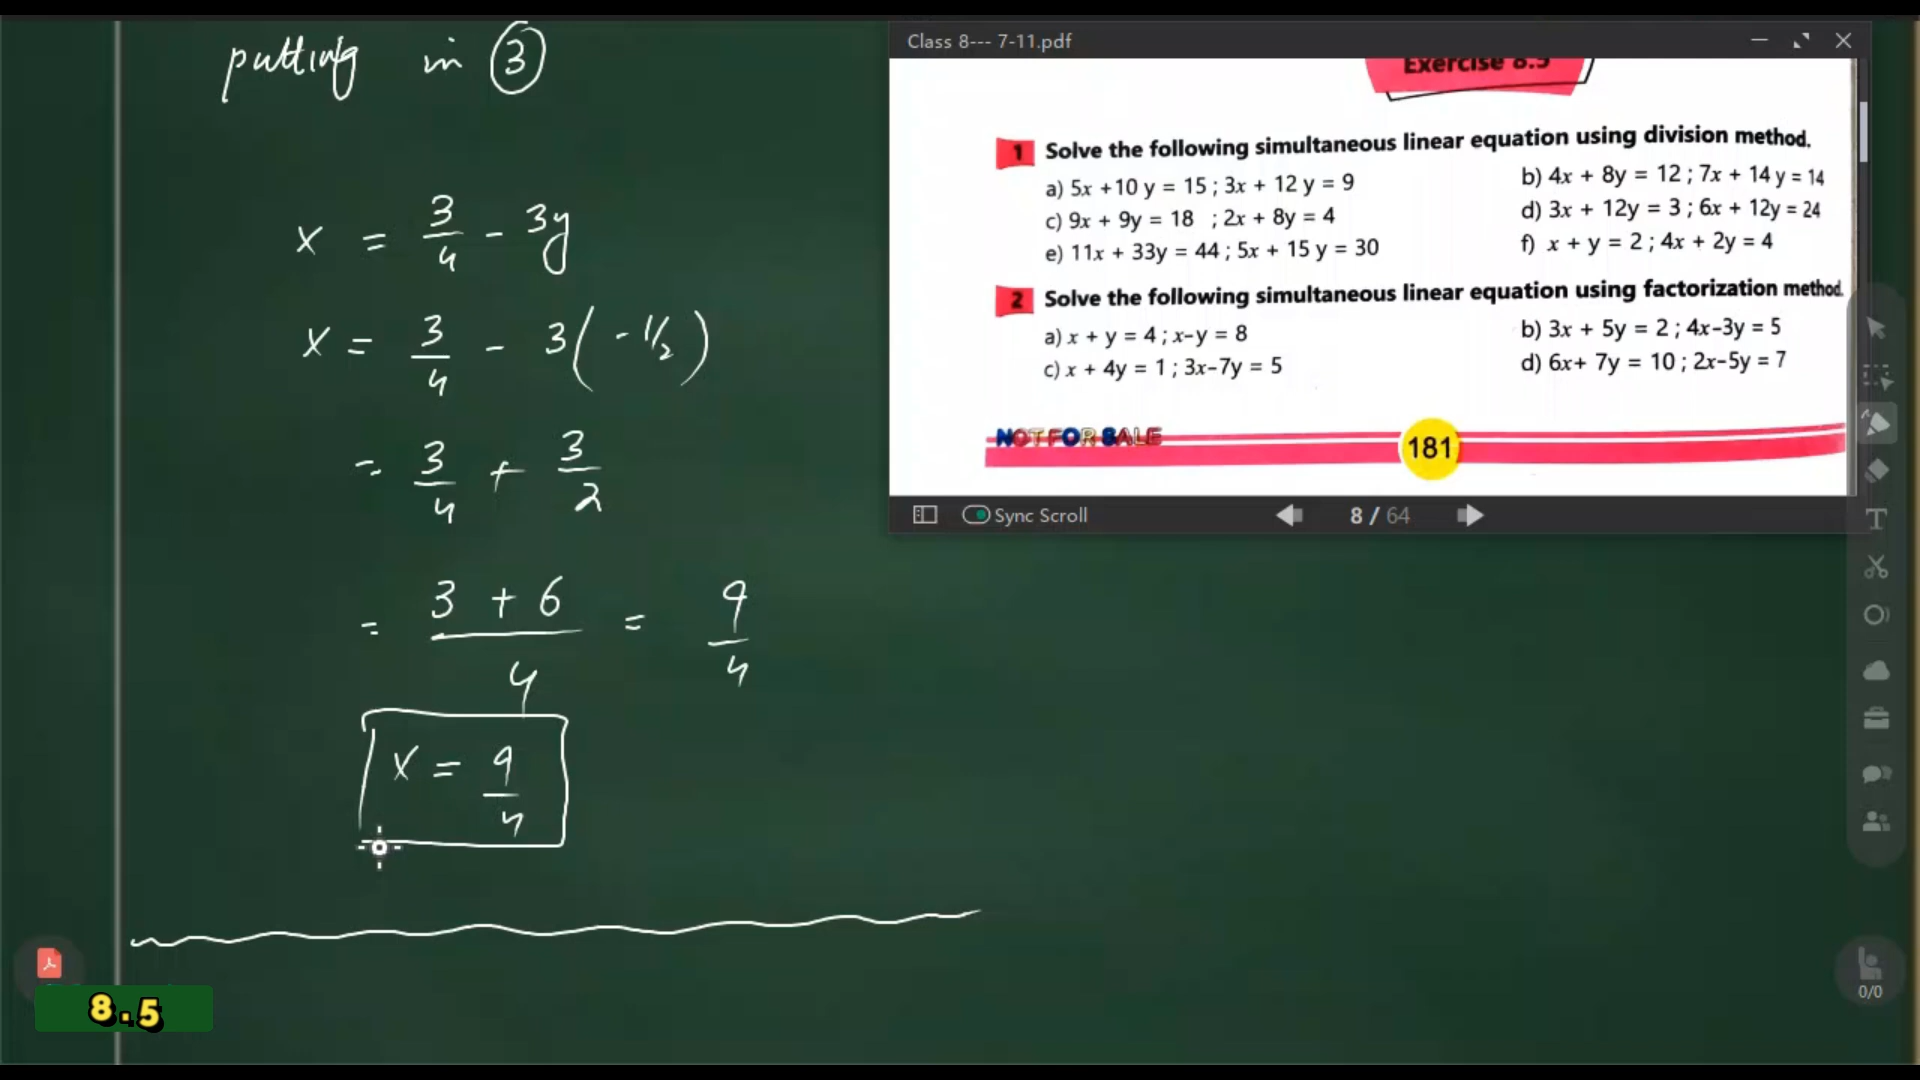 putting in ③
x = 3/4 - 3y
x = 3/4 - 3(-1/2)
= 3/4 + 3/2
= 3 + 6 / 4 = 9/4
x = 9/4
8.5
Class 8--- 7-11.pdf
Exercise 8.5
1 Solve the following simultaneous linear equation using division method.
a) 5x +10 y = 15 ; 3x + 12 y = 9 b) 4x + 8y = 12 ; 7x + 14 y = 14
c) 9x + 9y = 18 ; 2x + 8y = 4 d) 3x + 12y = 3 ; 6x + 12y = 24
e) 11x + 33y = 44 ; 5x + 15 y = 30 f) x + y = 2 ; 4x + 2y = 4
2 Solve the following simultaneous linear equation using factorization method.
a) x + y = 4 ; x-y = 8 b) 3x + 5y = 2 ; 4x-3y = 5
c) x + 4y = 1 ; 3x-7y = 5 d) 6x+ 7y = 10 ; 2x-5y = 7
NOT FOR SALE
181
Sync Scroll 8 / 64
T
0/0